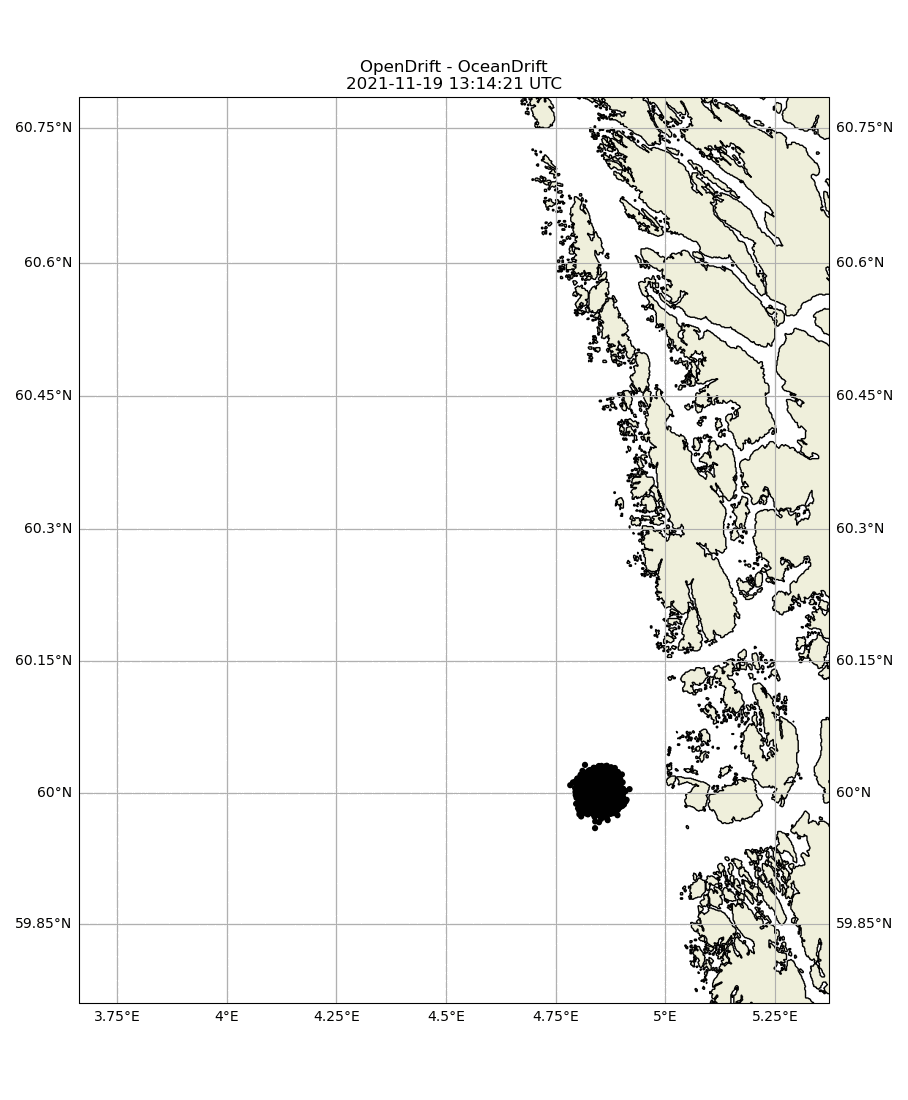 OpenDrift - OceanDrift
2021-11-19 13:14:21 UTC
60.75°N 60.75°N
60.6°N 60.6°N
60.45°N 60.45°N
60.3°N 60.3°N
60.15°N 60.15°N
60°N 60°N
59.85°N 59.85°N
3.75°E 4°E 4.25°E 4.5°E 4.75°E 5°E 5.25°E